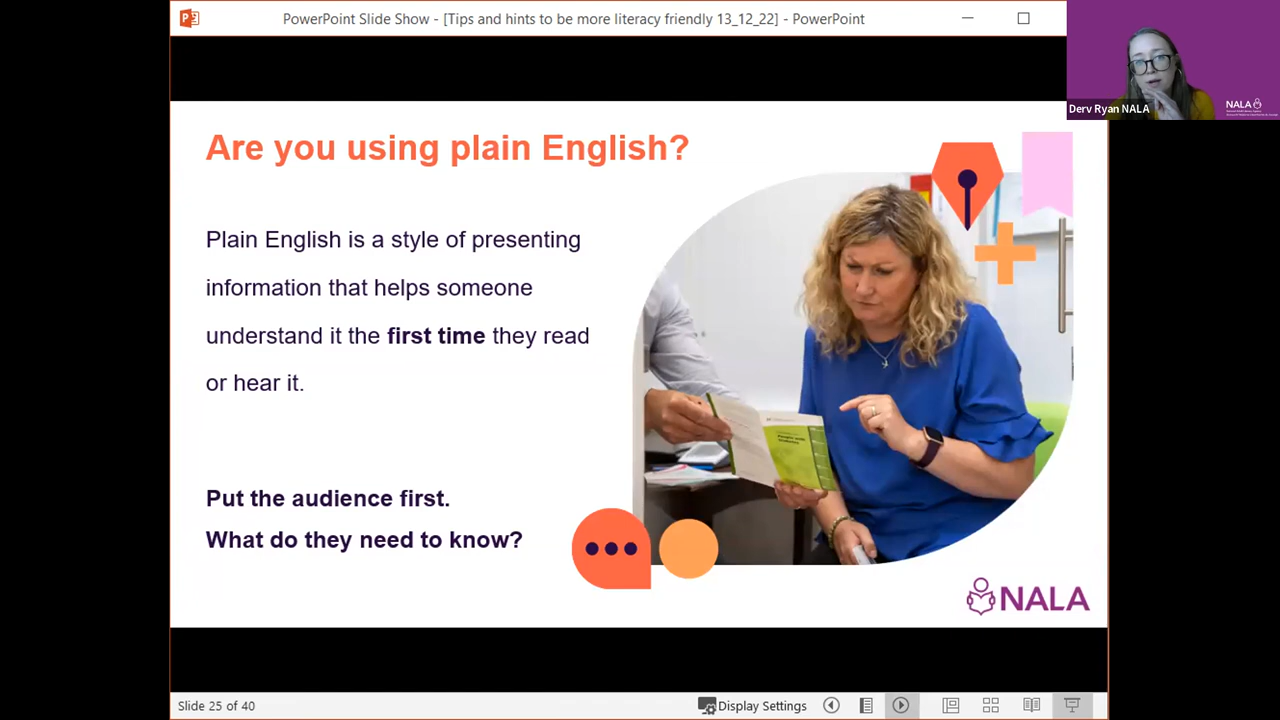 PowerPoint Slide Show - [Tips and hints to be more literacy friendly 13_12_22] - PowerPoint
Derv Ryan NALA
NALA
Are you using plain English?
Plain English is a style of presenting
information that helps someone
understand it the first time they read
or hear it.
Put the audience first.
What do they need to know?
NALA
Slide 25 of 40
Display Settings